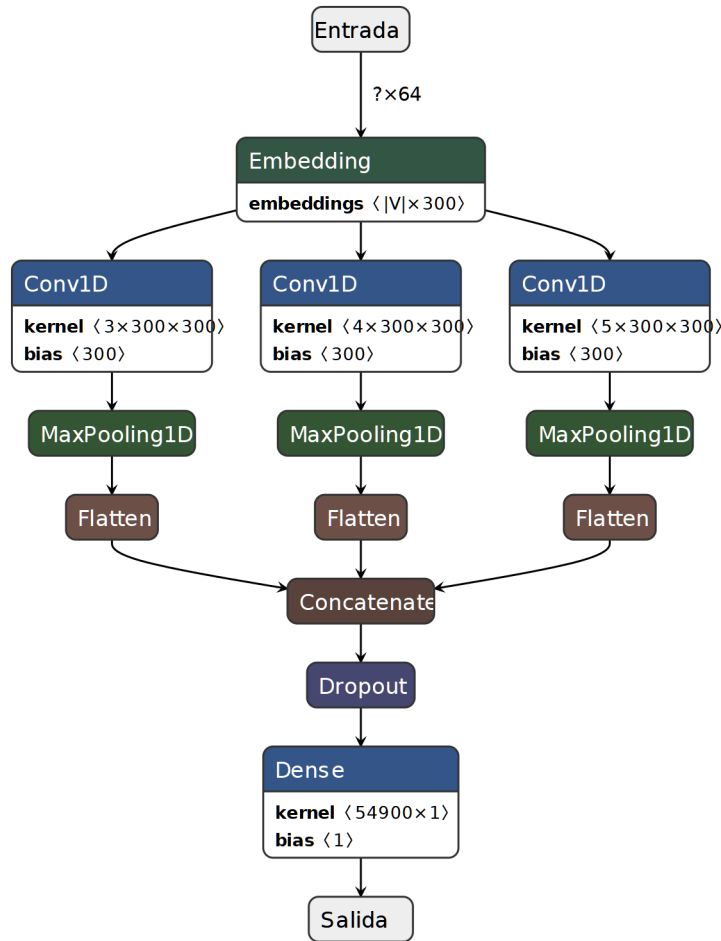 Entrada
?×64
Embedding
embeddings 〈|V|×300〉
Conv1D
kernel 〈3×300×300〉
bias 〈300〉
Conv1D
kernel 〈4×300×300〉
bias 〈300〉
Conv1D
kernel 〈5×300×300〉
bias 〈300〉
MaxPooling1D
MaxPooling1D
MaxPooling1D
Flatten
Flatten
Flatten
Concatenate
Dropout
Dense
kernel 〈54900×1〉
bias 〈1〉
Salida